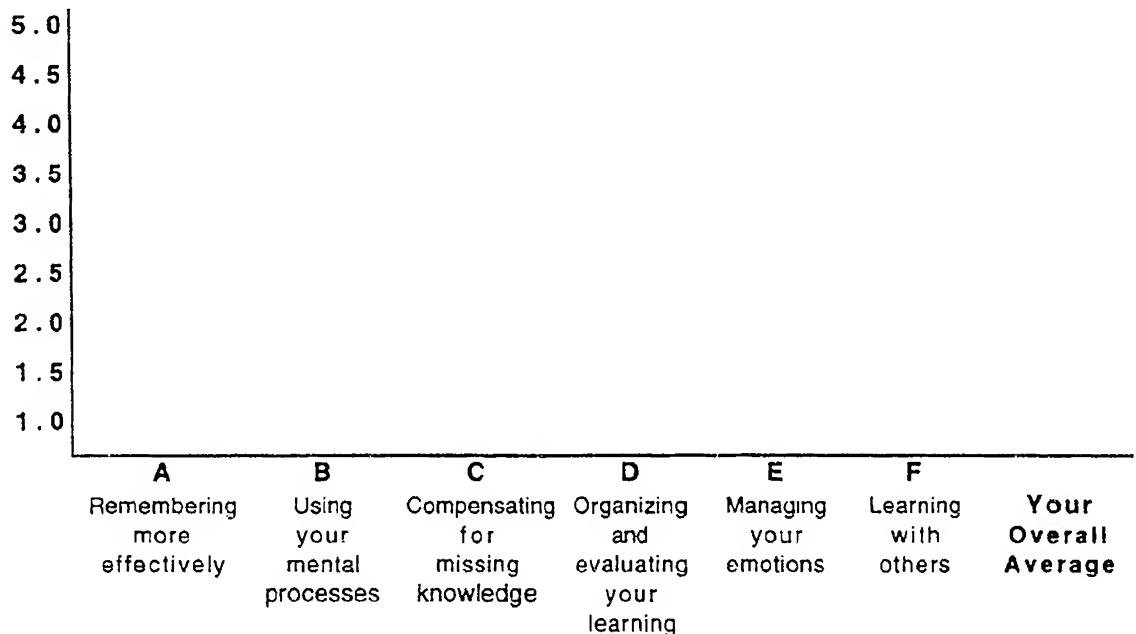 5.0
4.5
4.0
3.5
3.0
2.5
2.0
1.5
1.0
A B C D E F
Remembering Using Compensating Organizing Managing Learning Your
more your for and your with Overall
effectively mental missing evaluating emotions others Average
processes knowledge your
learning